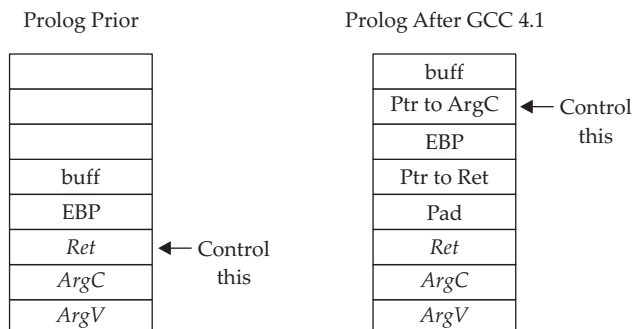 Prolog Prior
buff
EBP
Ret
ArgC
ArgV
Control
this
Prolog After GCC 4.1
buff
Ptr to ArgC
EBP
Ptr to Ret
Pad
Ret
ArgC
ArgV
Control
this